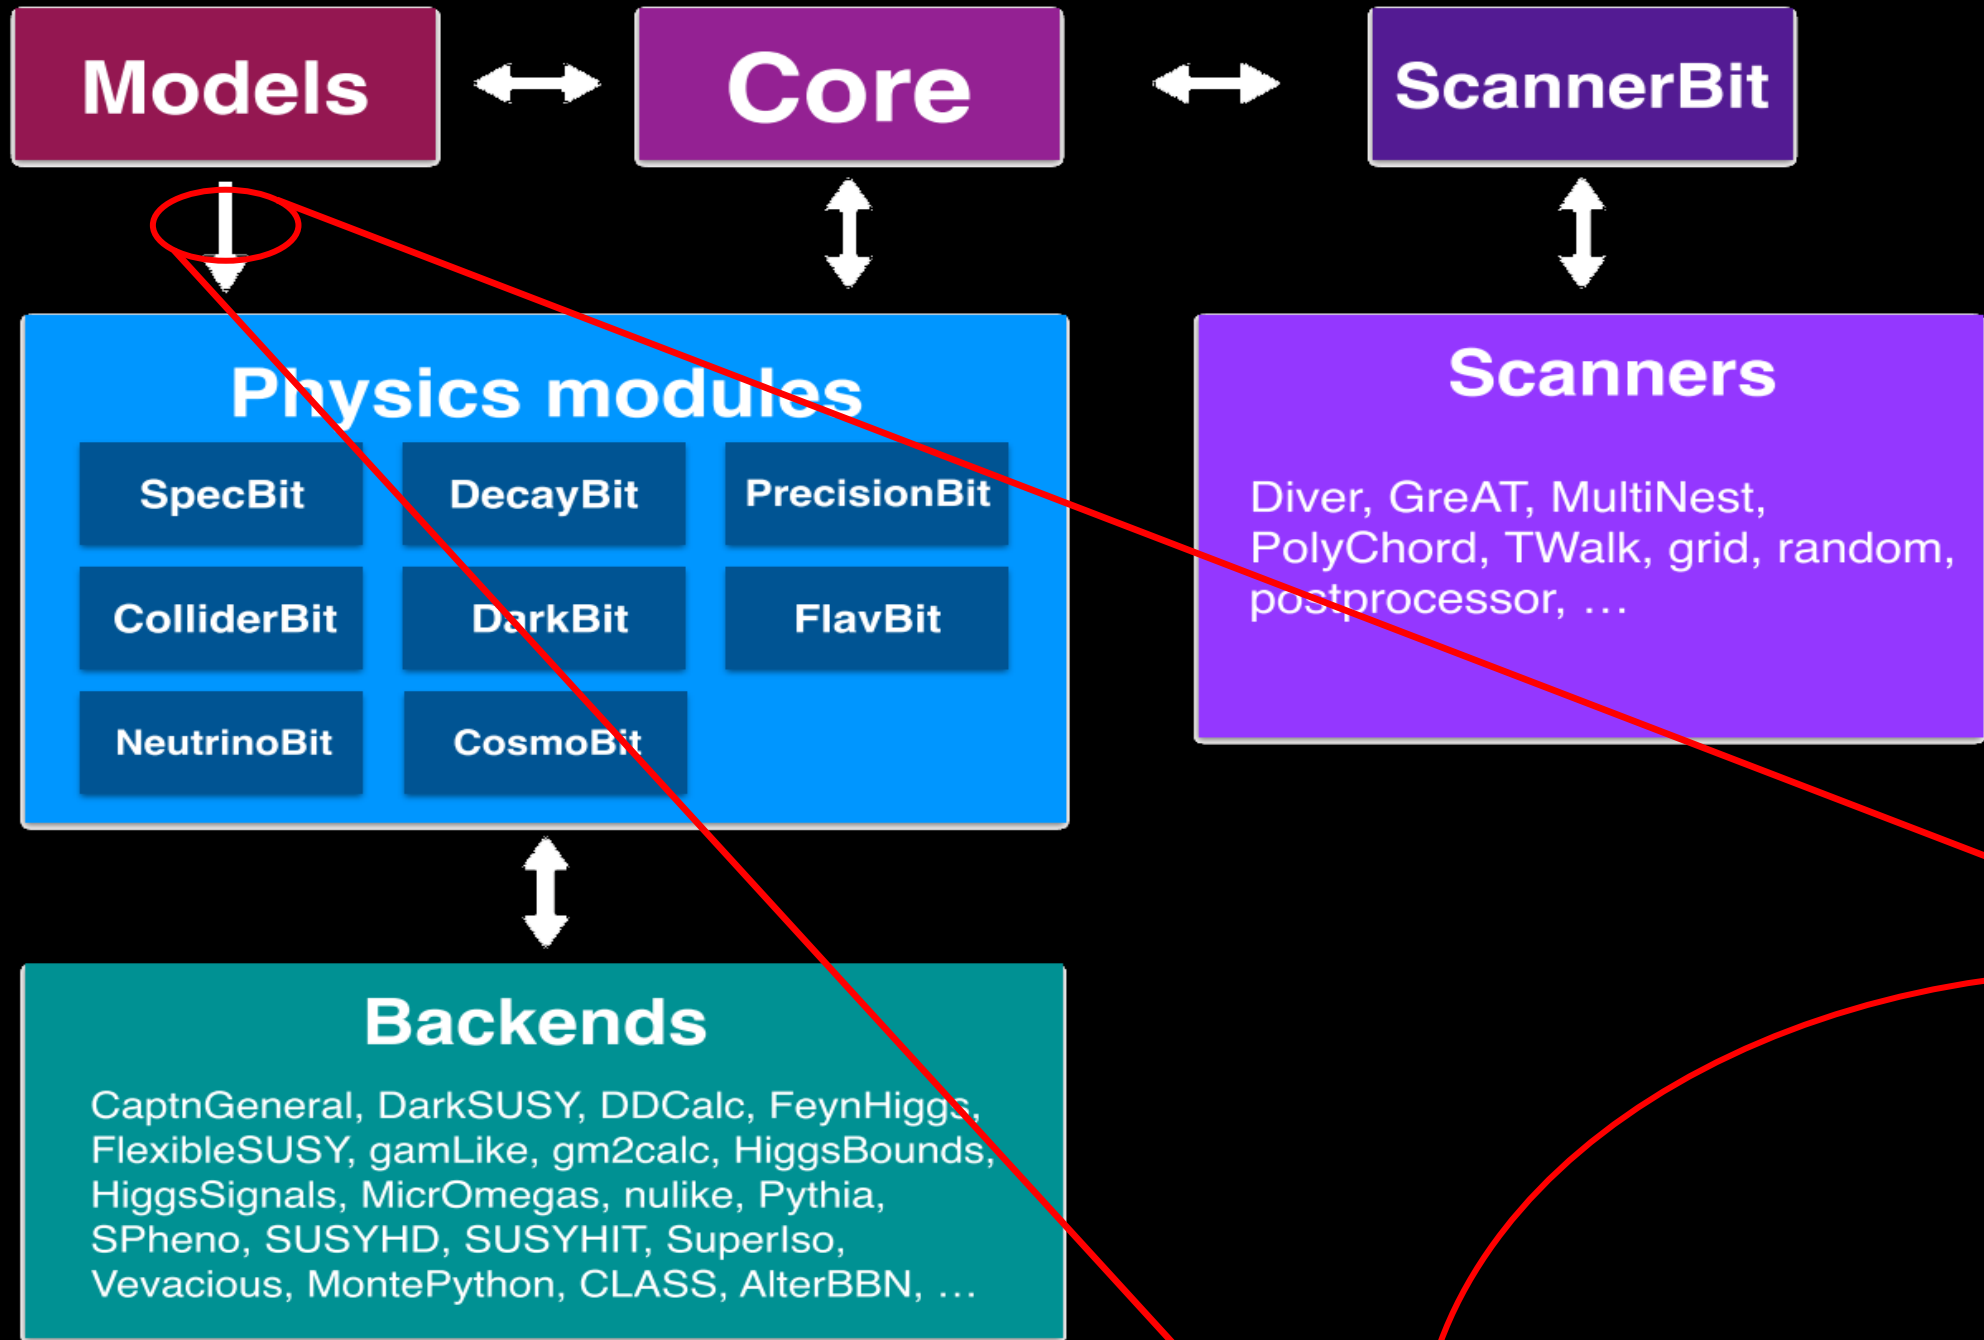 Models
Core
ScannerBit
Physics modules
SpecBit
DecayBit
PrecisionBit
ColliderBit
DarkBit
FlavBit
NeutrinoBit
CosmoBit
Scanners
Diver, GreAT, MultiNest,
PolyChord, TWalk, grid, random,
postprocessor, …
Backends
CaptnGeneral, DarkSUSY, DDCalc, FeynHiggs,
FlexibleSUSY, gamLike, gm2calc, HiggsBounds,
HiggsSignals, MicrOmegas, nulike, Pythia,
SPheno, SUSYHD, SUSYHIT, SuperIso,
Vevacious, MontePython, CLASS, AlterBBN, …